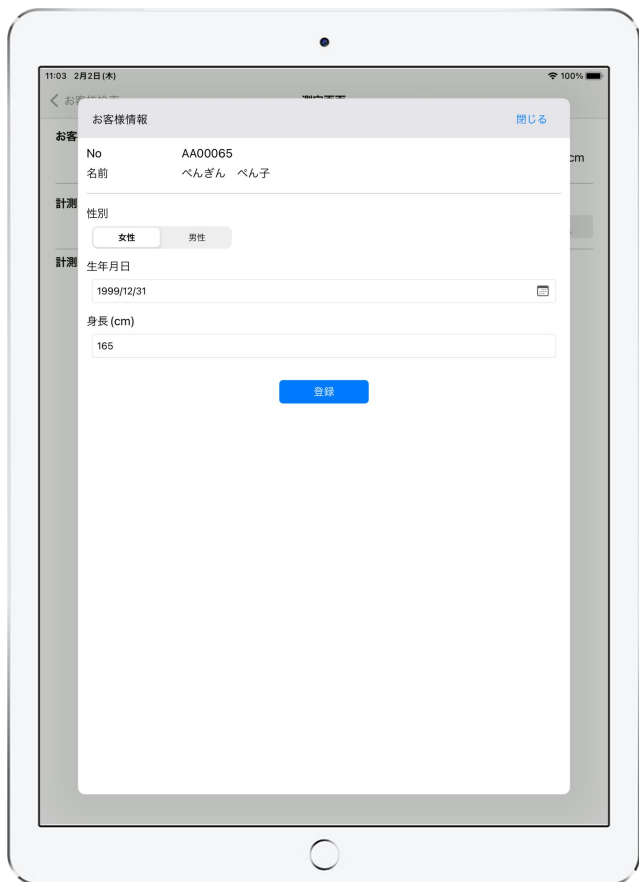 11:03 2月2日(木)
100%
お客様情報
閉じる
お客
No AA00065
cm
名前 ぺんぎん ぺん子
計測
性別
女性 男性
計測
生年月日
1999/12/31
身長(cm)
165
登録